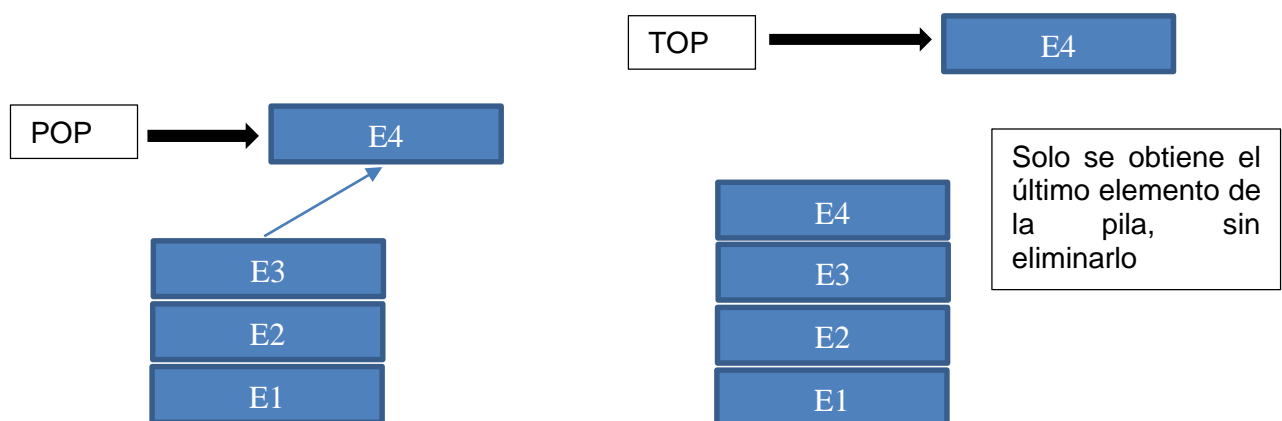 POP
E4
E3
E2
E1
TOP
E4
E4
E3
E2
E1
Solo se obtiene el
último elemento de
la pila, sin
eliminarlo